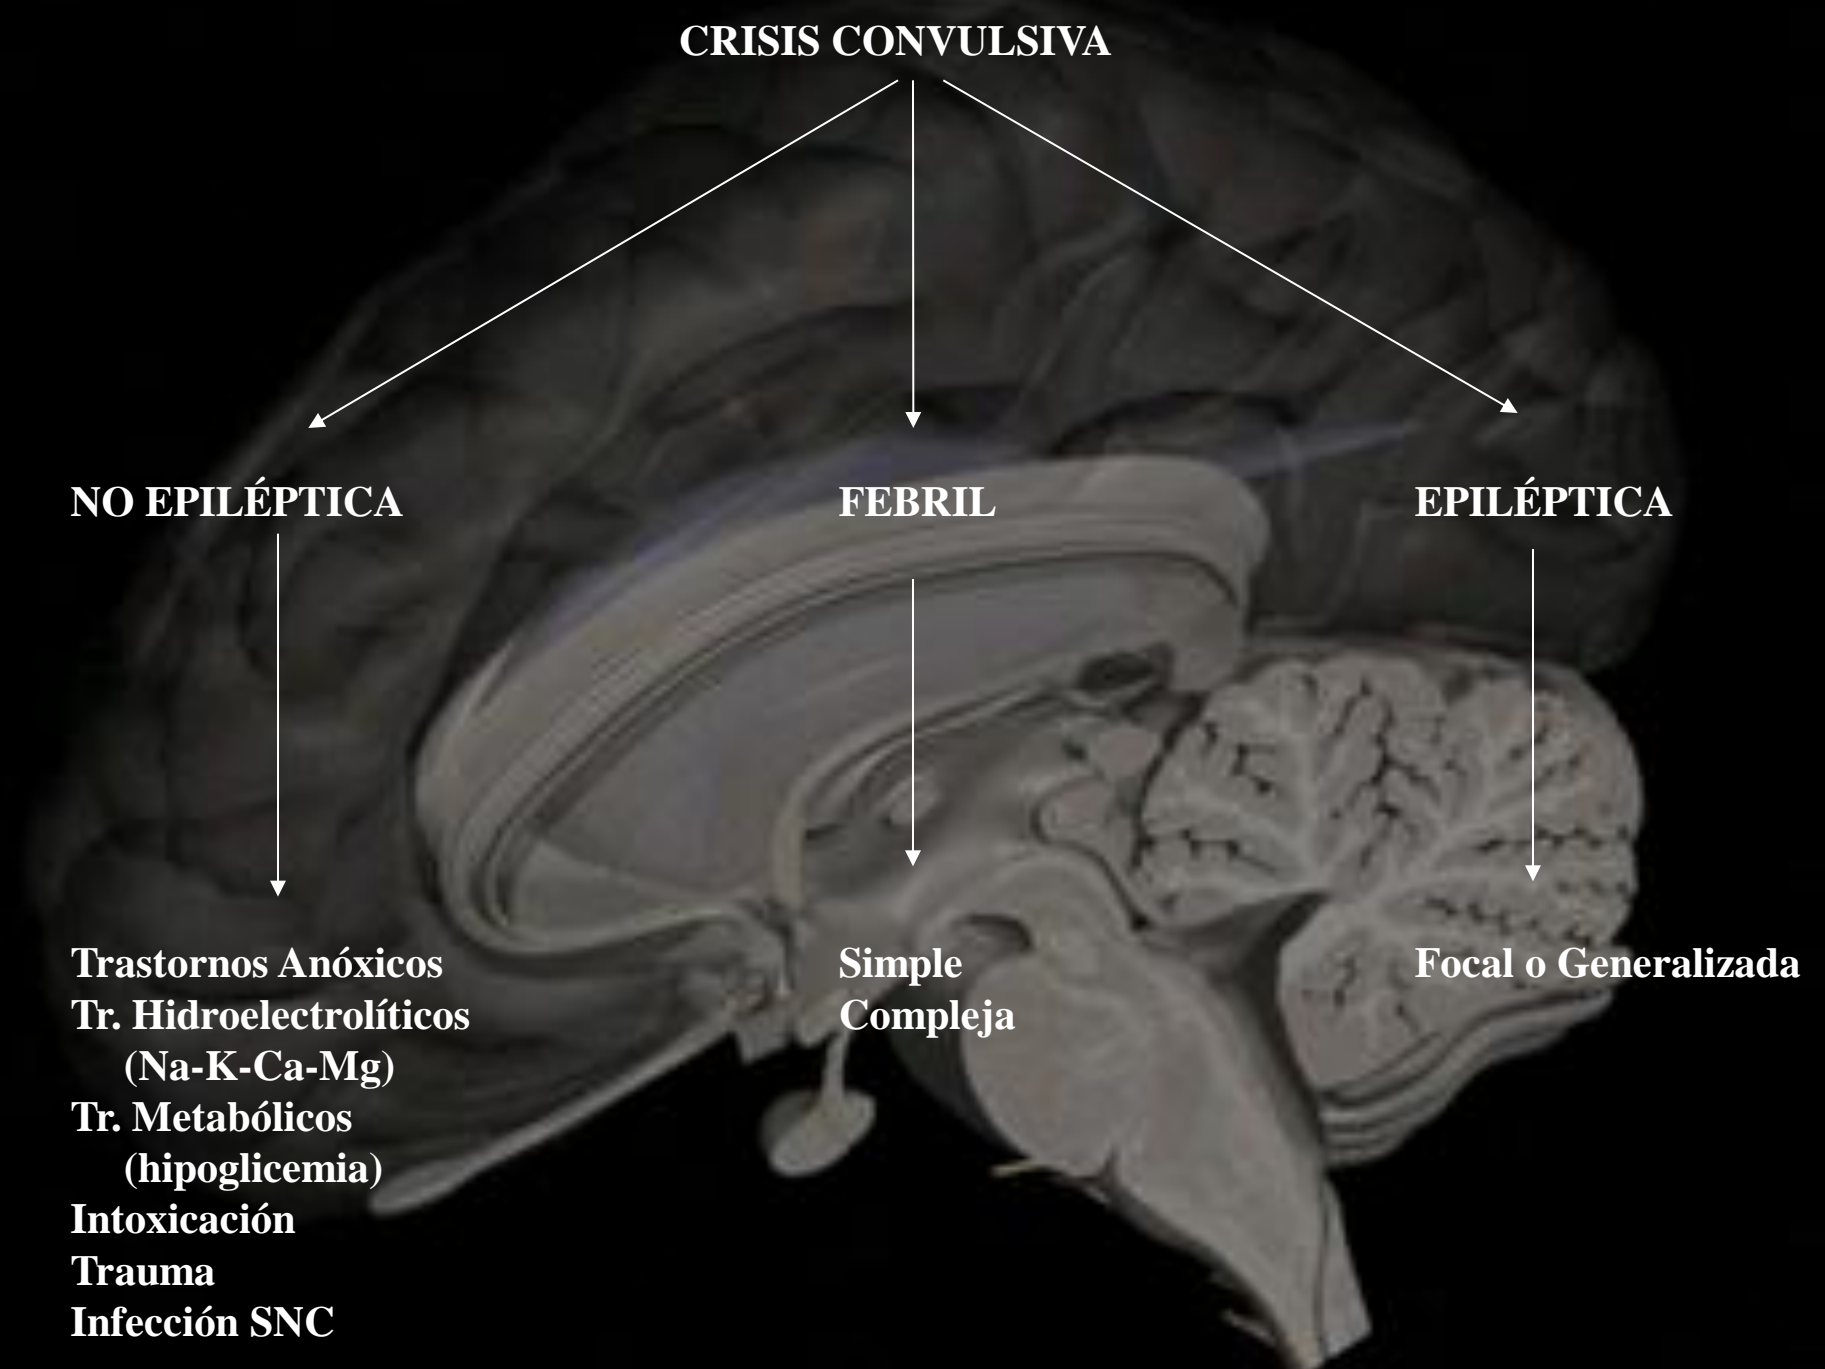 CRISIS CONVULSIVA
NO EPILÉPTICA
FEBRIL
EPILÉPTICA
Trastornos Anóxicos
Tr. Hidroelectrolíticos
(Na-K-Ca-Mg)
Tr. Metabólicos
(hipoglicemia)
Intoxicación
Trauma
Infección SNC
Simple
Compleja
Focal o Generalizada